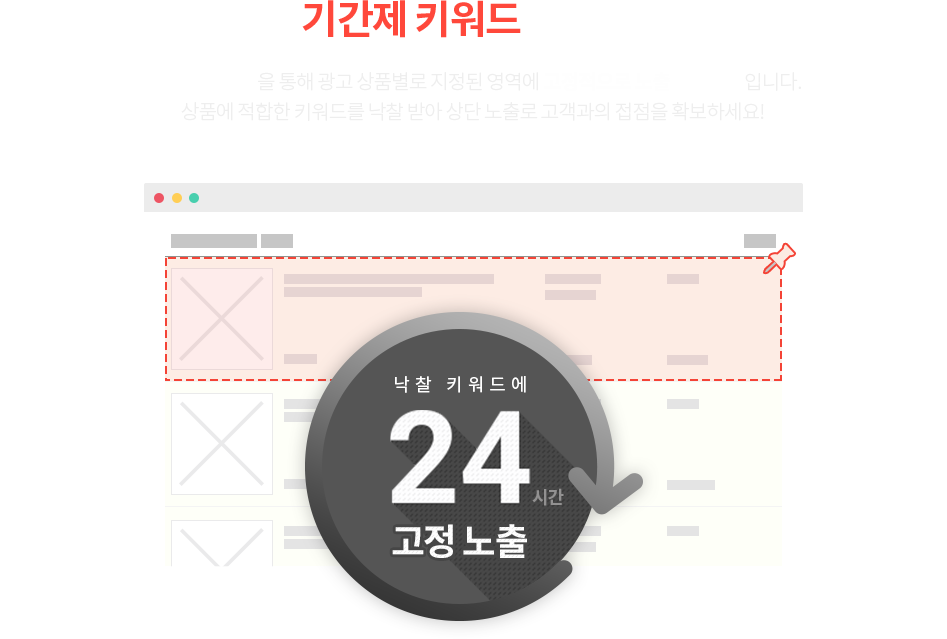 기간제 키워드
을 통해 광고 상품별로 지정된 영역에 입니다.
상품에 적합한 키워드를 낙찰 받아 상단 노출로 고객과의 접점을 확보하세요!
낙찰 키워드에
24시간
고정 노출